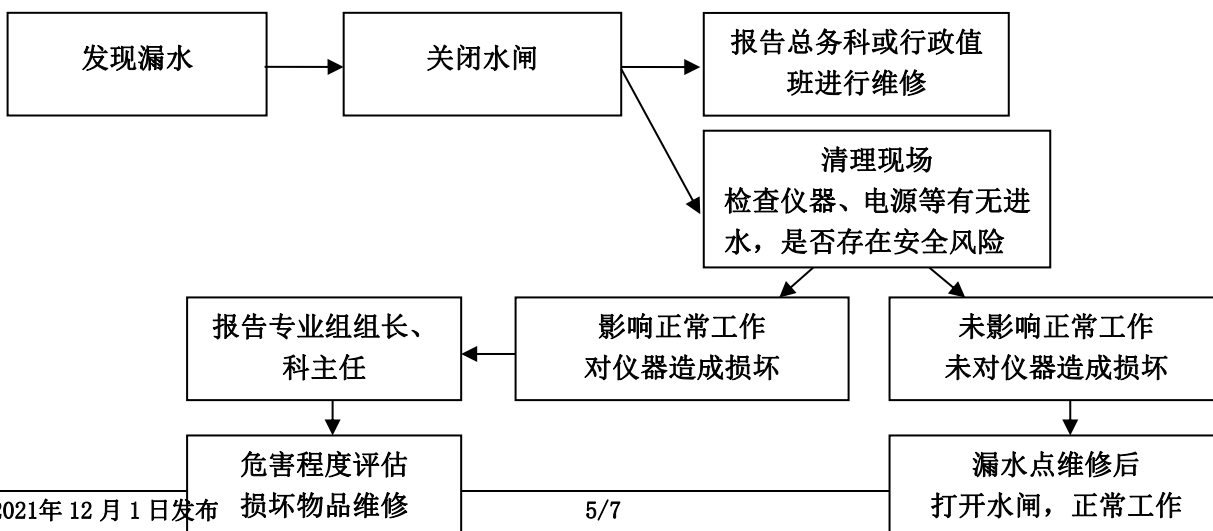 发现漏水
关闭水闸
报告总务科或行政值
班进行维修
清理现场
检查仪器、电源等有无进
水，是否存在安全风险
影响正常工作
对仪器造成损坏
未影响正常工作
未对仪器造成损坏
报告专业组组长、
科主任
危害程度评估
损坏物品维修
漏水点维修后
打开水闸，正常工作
2021年 12 月 1 日发布
5/7